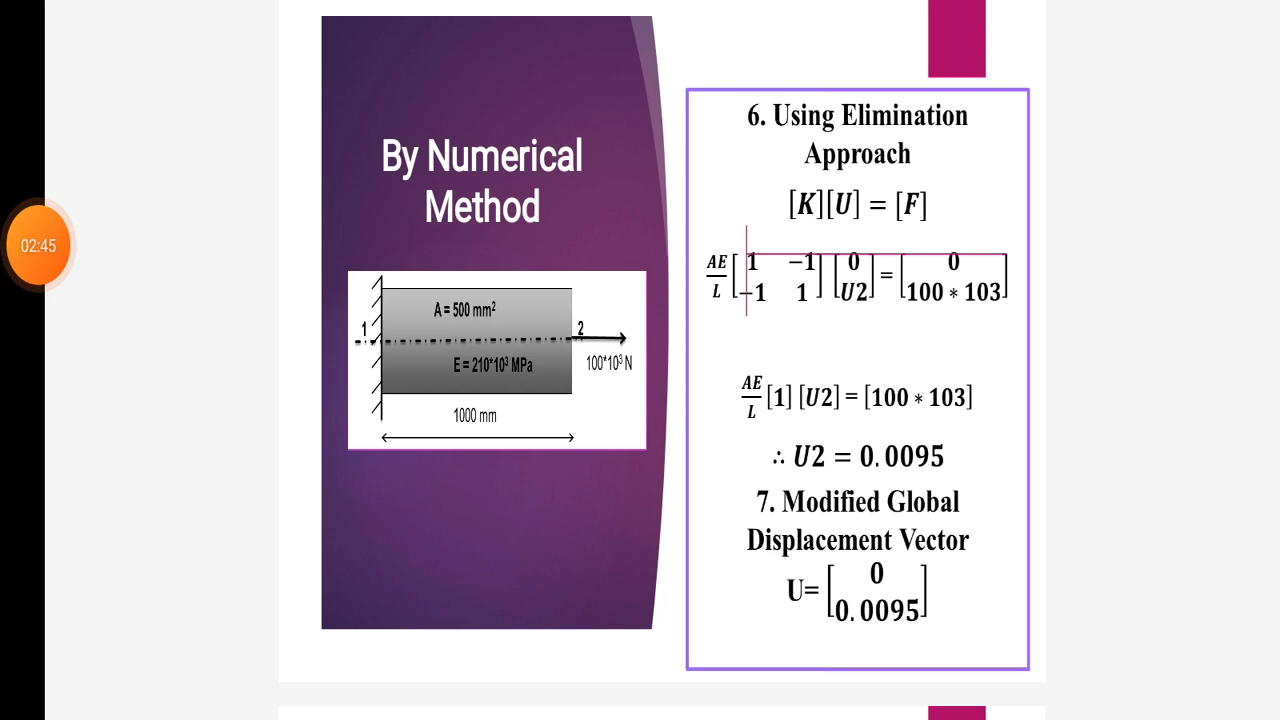 02:45
By Numerical
Method
A = 500 mm²
1
2
E = 210*10³ MPa
100*10³ N
1000 mm
6. Using Elimination
Approach
[K][U] = [F]
AE/L [1 −1; −1 1] [0; U2] = [0; 100 ∗ 103]
AE/L [1] [U2] = [100 ∗ 103]
∴ U2 = 0.0095
7. Modified Global
Displacement Vector
U= [0; 0.0095]